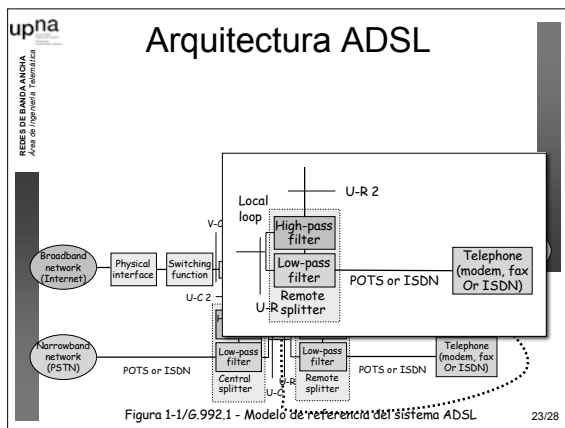 upna
Arquitectura ADSL
REDES DE BANDA ANCHA
Área de Ingeniería Telemática
U-R 2
Local
loop
High-pass
filter
Low-pass
filter
U-R
Remote
splitter
POTS or ISDN
Telephone
(modem, fax
Or ISDN)
V-C
Broadband
network
(Internet)
Physical
interface
Switching
function
U-C 2
Narrowband
network
(PSTN)
POTS or ISDN
Low-pass
filter
Central
splitter
U-C
U-R
Low-pass
filter
Remote
splitter
POTS or ISDN
Telephone
(modem, fax
Or ISDN)
Figura 1-1/G.992.1 - Modelo de referencia del sistema ADSL
23/28